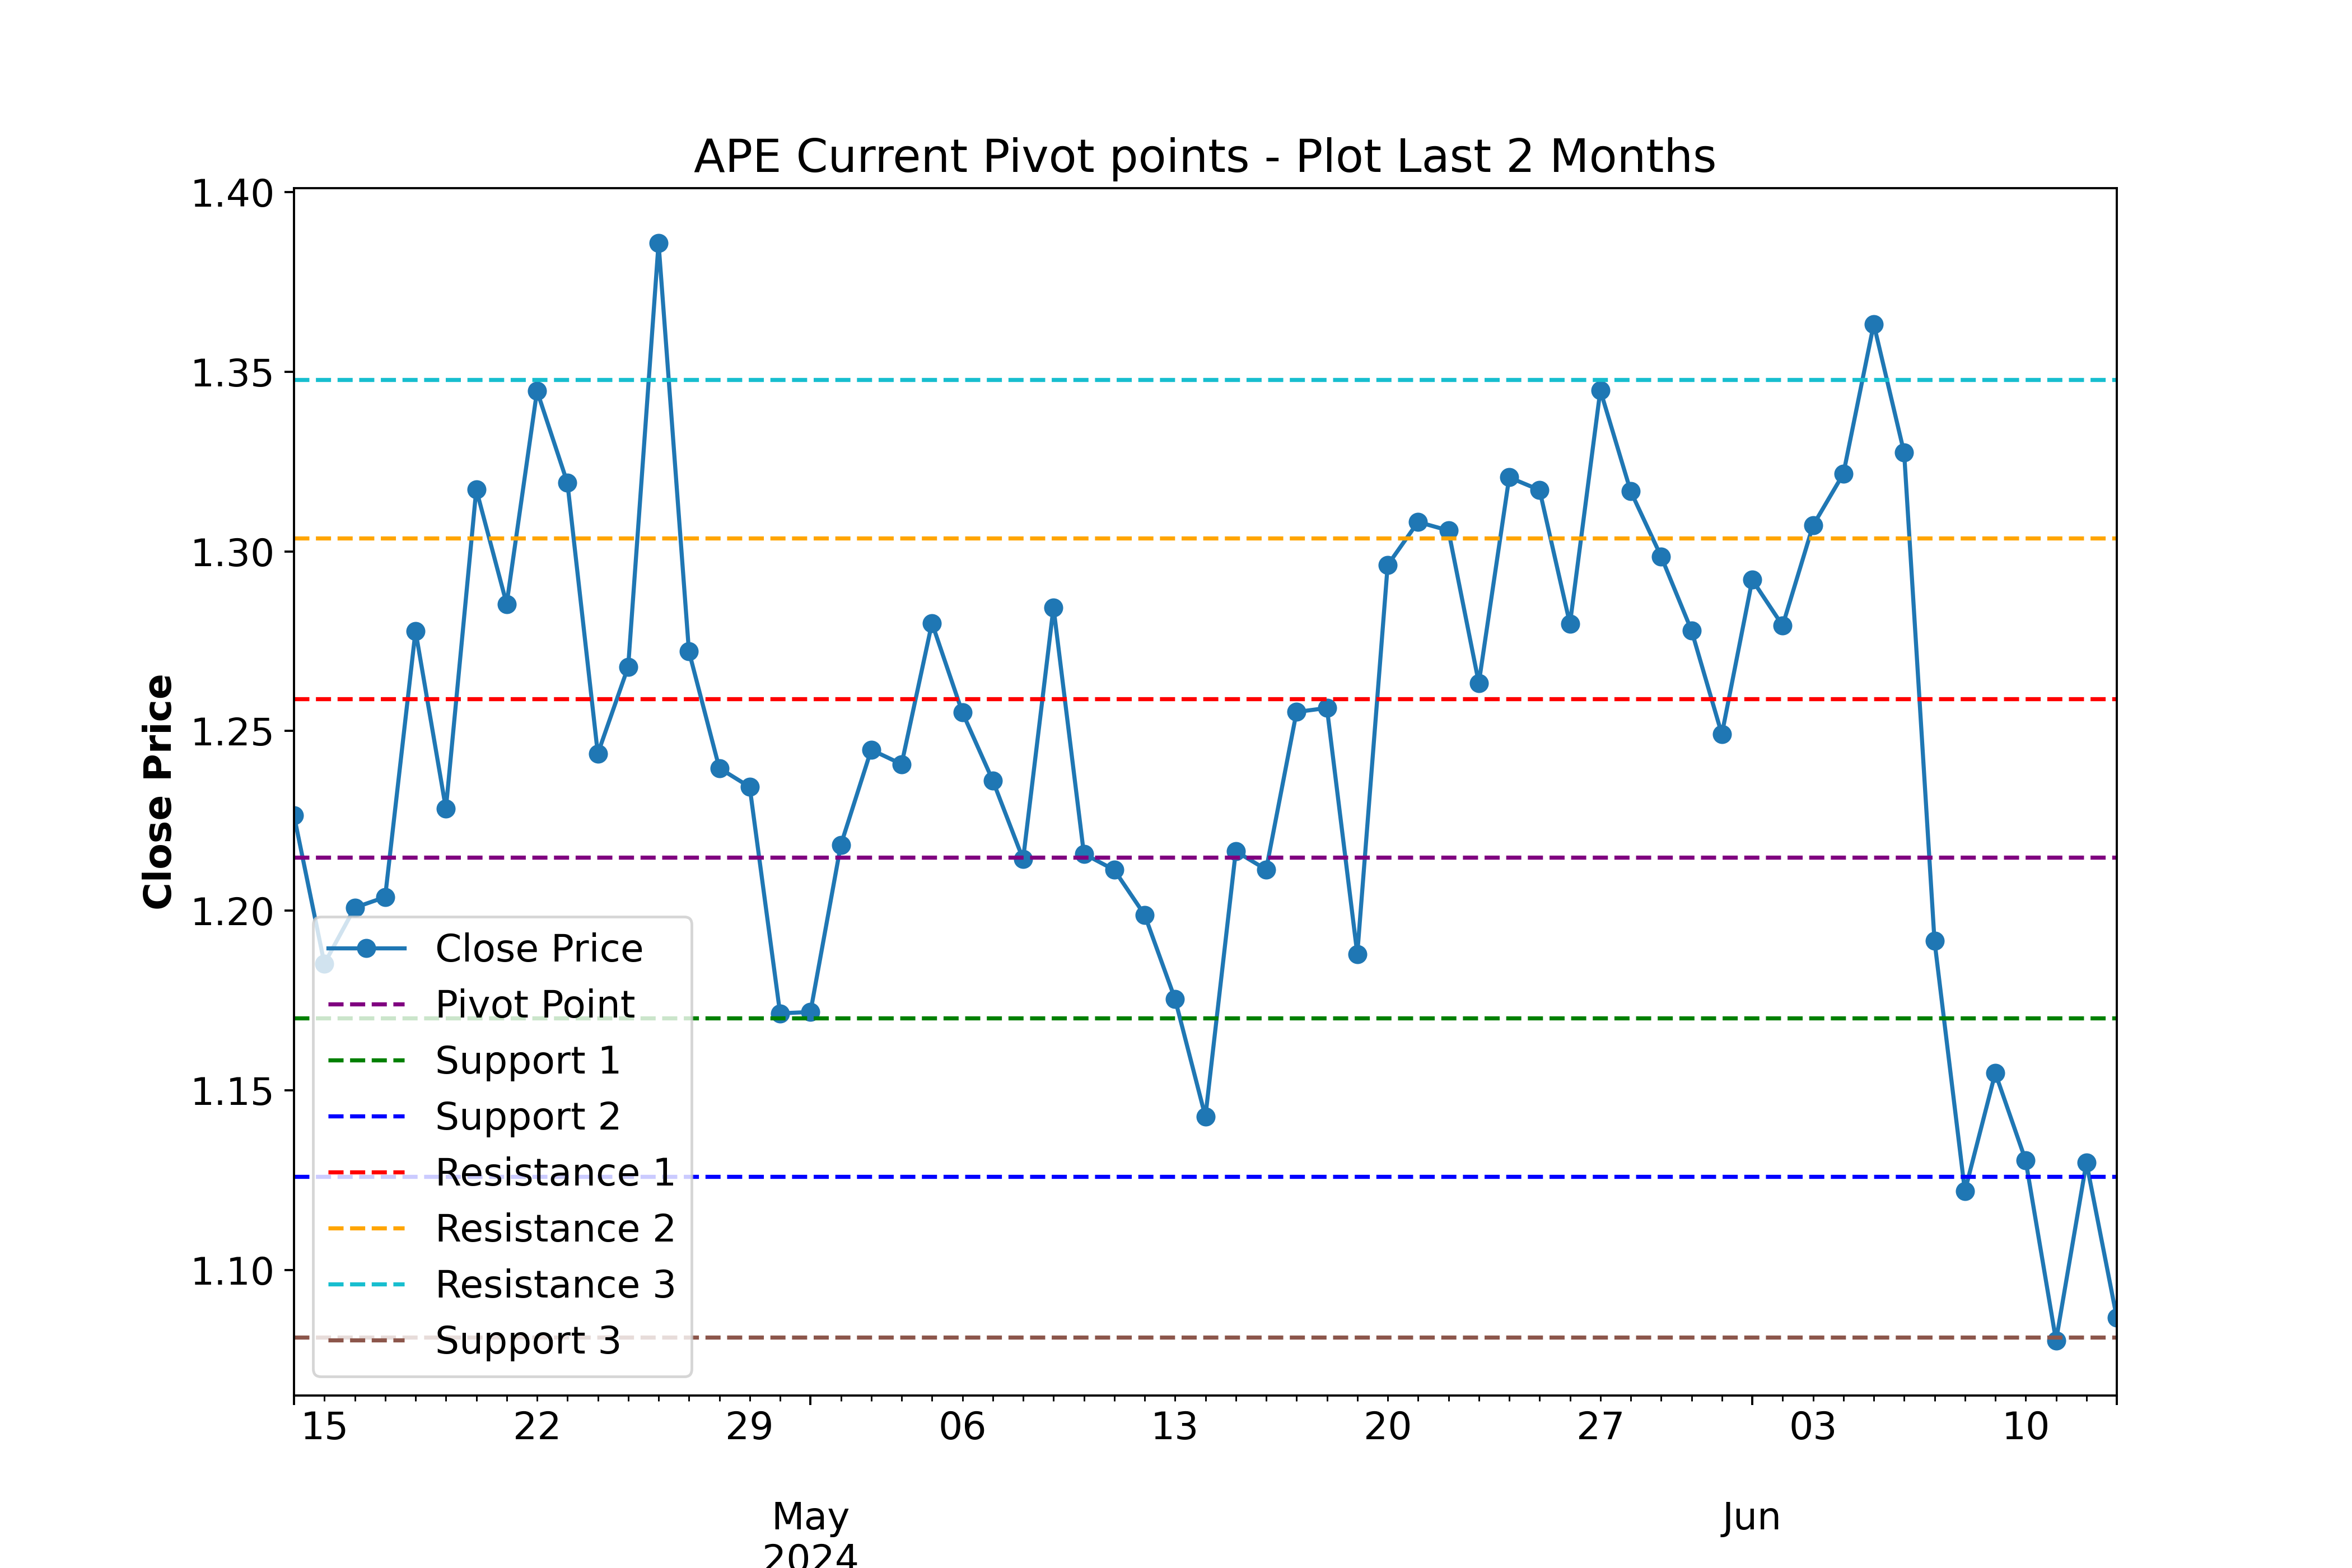 APE Current Pivot points - Plot Last 2 Months
Close Price
1.40
1.35
1.30
1.25
1.20
1.15
1.10
Close Price
Pivot Point
Support 1
Support 2
Resistance 1
Resistance 2
Resistance 3
Support 3
15 22 29 06 13 20 27 03 10
May Jun
2024